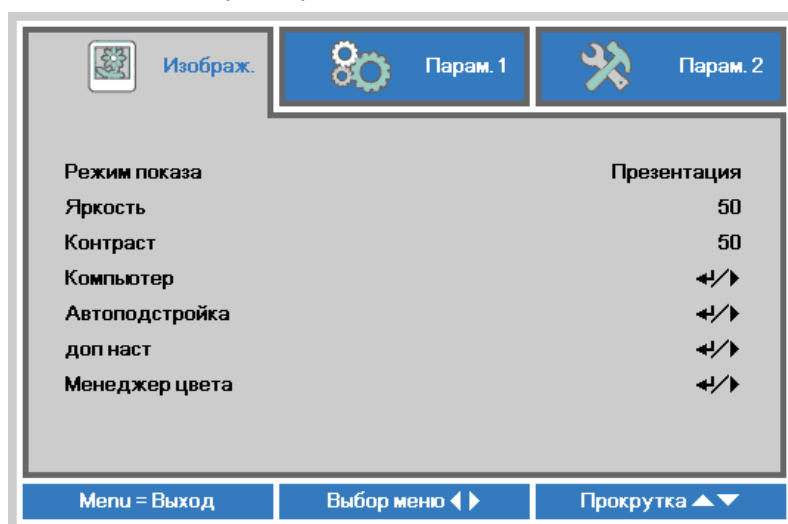 Изображ. Парам. 1 Парам. 2
Режим показа Презентация
Яркость 50
Контраст 50
Компьютер
Автоподстройка
доп наст
Менеджер цвета
Menu = Выход Выбор меню Прокрутка